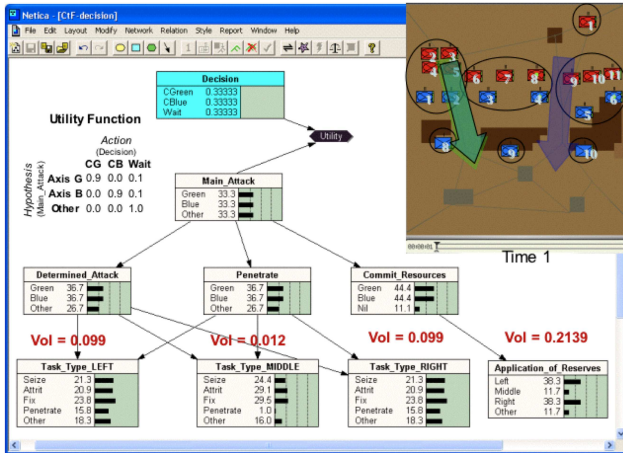 Netica - [CtF-decision]
File Edit Layout Modify Network Relation Style Report Window Help
Decision
CGreen 0.33333
CBlue 0.33333
Wait 0.33333
Utility Function
Action
(Decision)
CG CB Wait
Hypothesis
(Main_Attack)
Axis G 0.9 0.0 0.1
Axis B 0.0 0.9 0.1
Other 0.0 0.0 1.0
Utility
Main_Attack
Green 33.3
Blue 33.3
Other 33.3
00:00:01
Time 1
Determined_Attack
Green 36.7
Blue 36.7
Other 26.7
Penetrate
Green 36.7
Blue 36.7
Other 26.7
Commit_Resources
Green 44.4
Blue 44.4
Nil 11.1
Vol = 0.099
Vol = 0.012
Vol = 0.099
Vol = 0.2139
Task_Type_LEFT
Seize 21.3
Attrit 20.9
Fix 23.8
Penetrate 15.8
Other 18.3
Task_Type_MIDDLE
Seize 24.4
Attrit 29.1
Fix 29.5
Penetrate 1.0
Other 16.0
Task_Type_RIGHT
Seize 21.3
Attrit 20.9
Fix 23.8
Penetrate 15.8
Other 18.3
Application_of_Reserves
Left 38.3
Middle 11.7
Right 38.3
Other 11.7